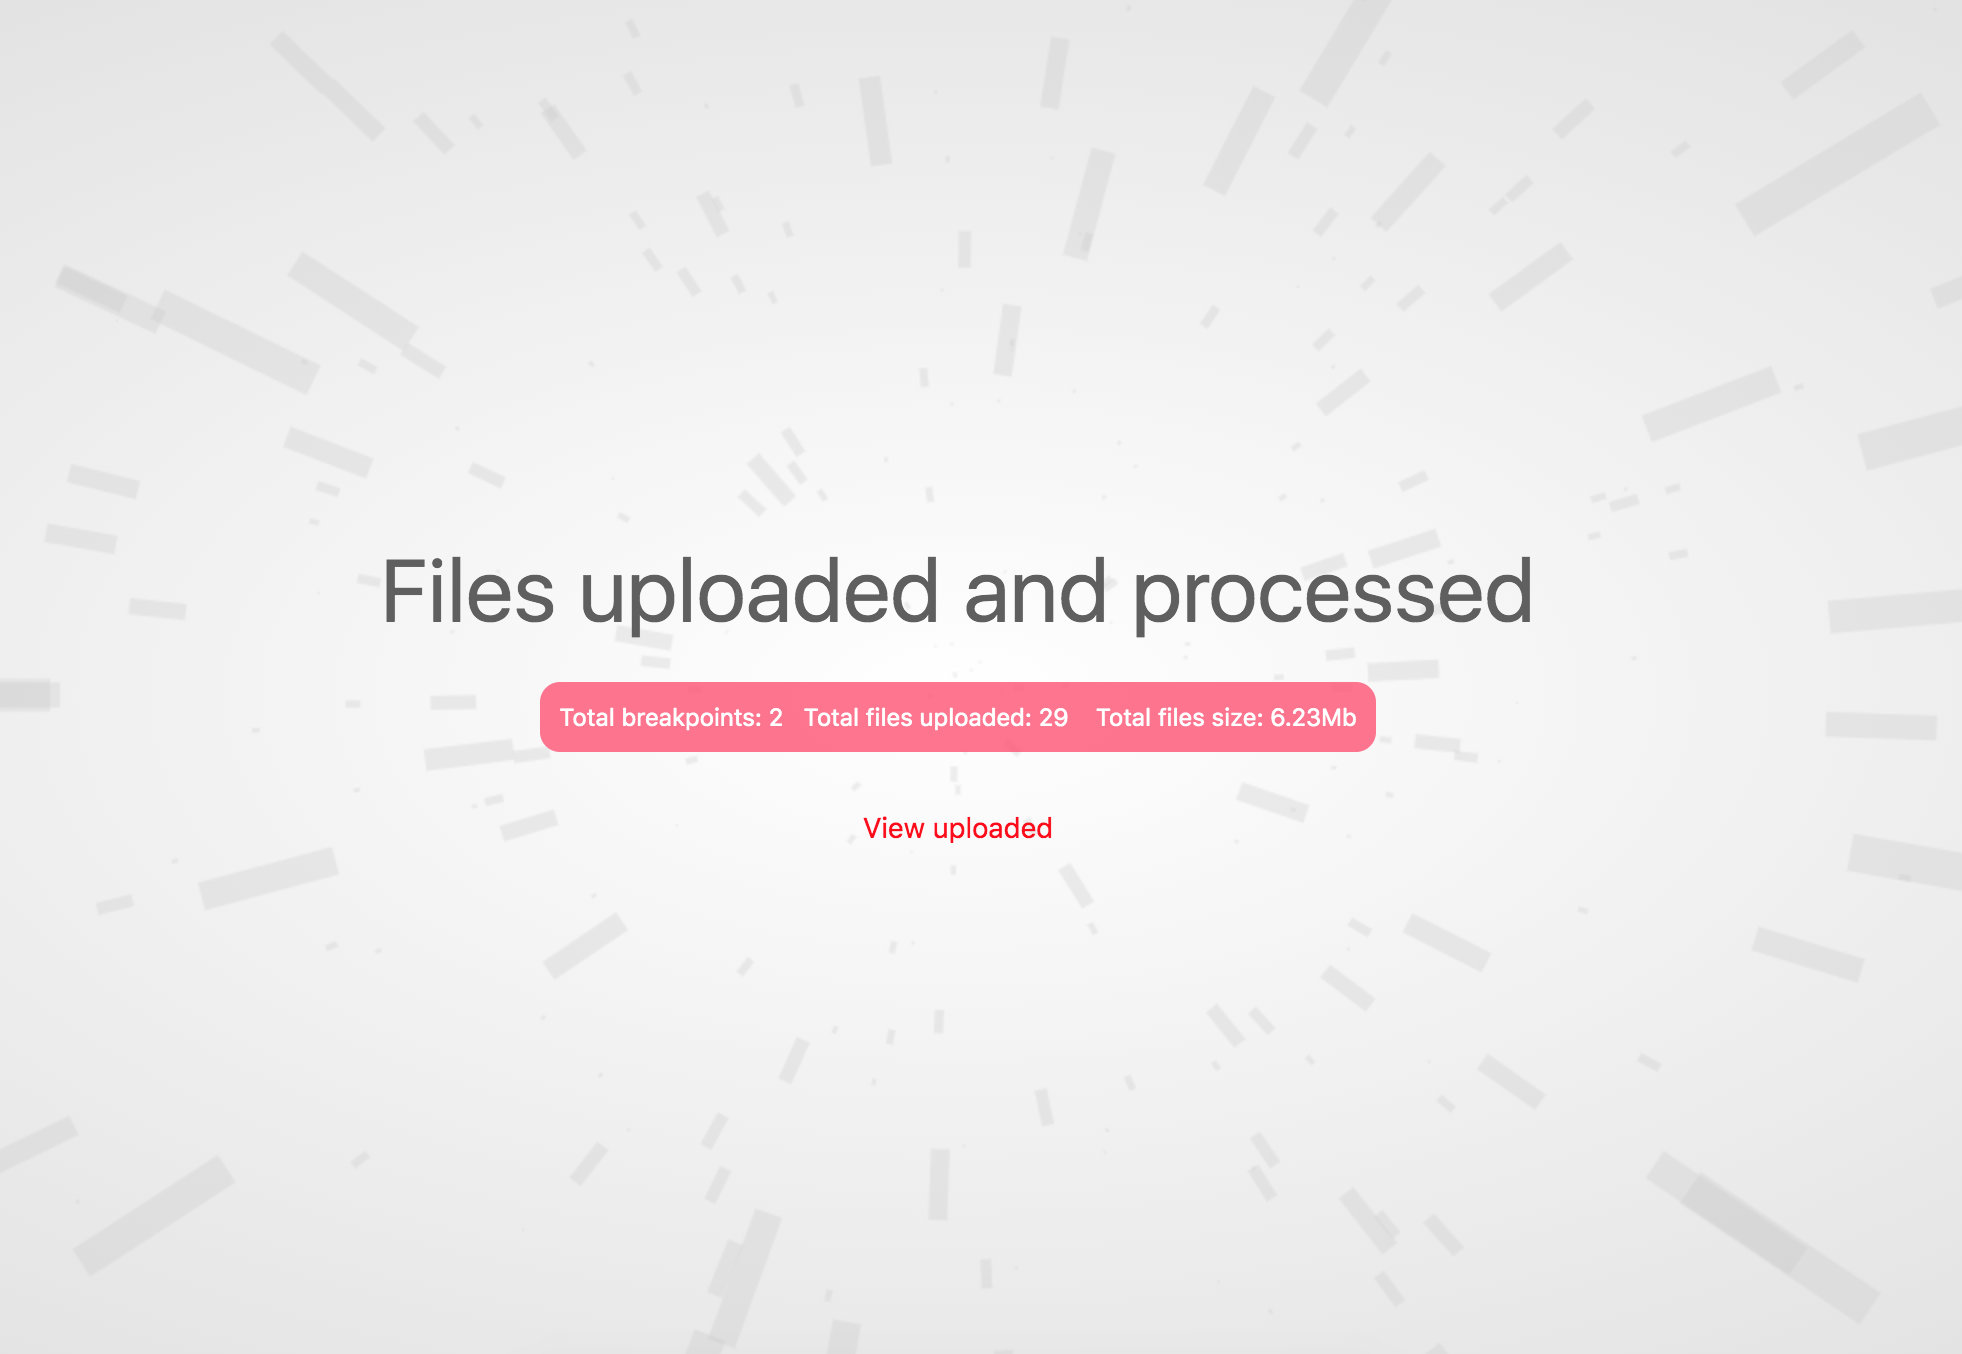 Files uploaded and processed
Total breakpoints: 2 Total files uploaded: 29 Total files size: 6.23Mb
View uploaded